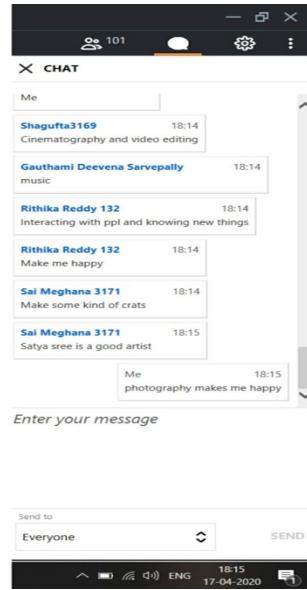 101
CHAT
Me
Shagufta3169 18:14
Cinematography and video editing
Gauthami Deevena Sarvepally 18:14
music
Rithika Reddy 132 18:14
Interacting with ppl and knowing new things
Rithika Reddy 132 18:14
Make me happy
Sai Meghana 3171 18:14
Make some kind of crats
Sai Meghana 3171 18:15
Satya sree is a good artist
Me 18:15
photography makes me happy
Enter your message
Send to
Everyone SEND
ENG 18:15
17-04-2020 1